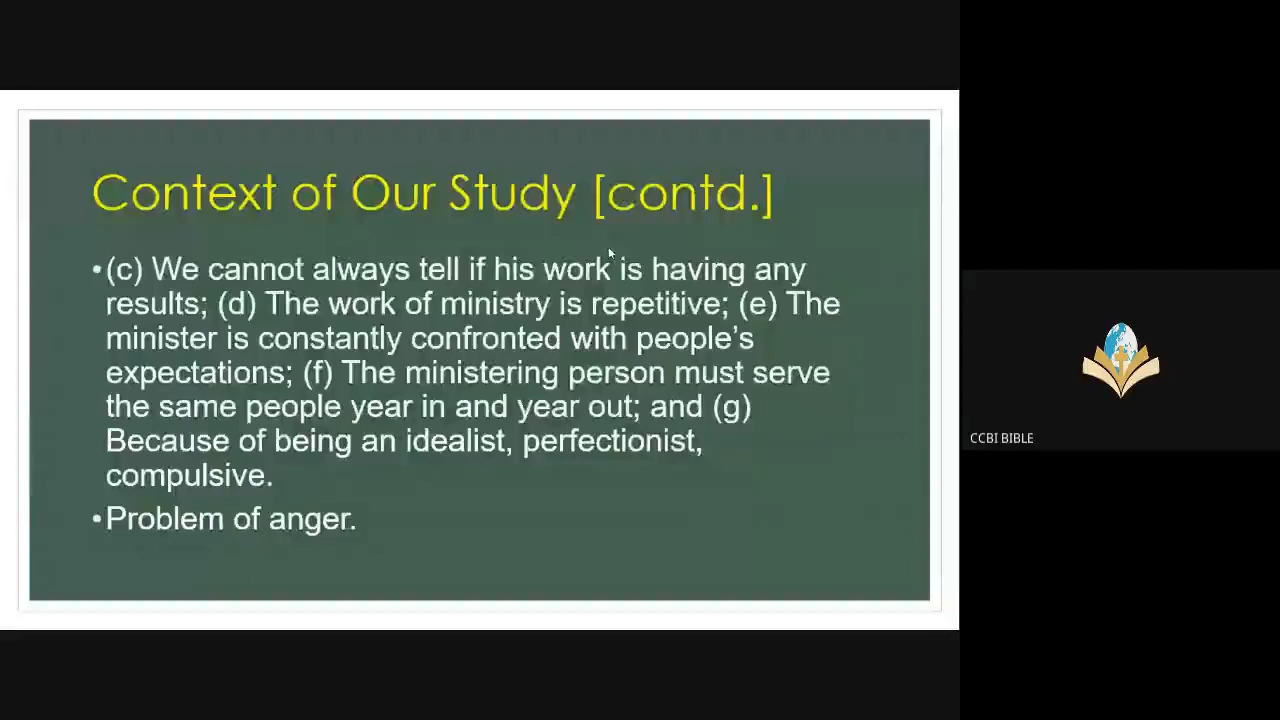 Context of Our Study [contd.]
•(c) We cannot always tell if his work is having any
results; (d) The work of ministry is repetitive; (e) The
minister is constantly confronted with people’s
expectations; (f) The ministering person must serve
the same people year in and year out; and (g)
Because of being an idealist, perfectionist,
compulsive.
•Problem of anger.
CCBI BIBLE